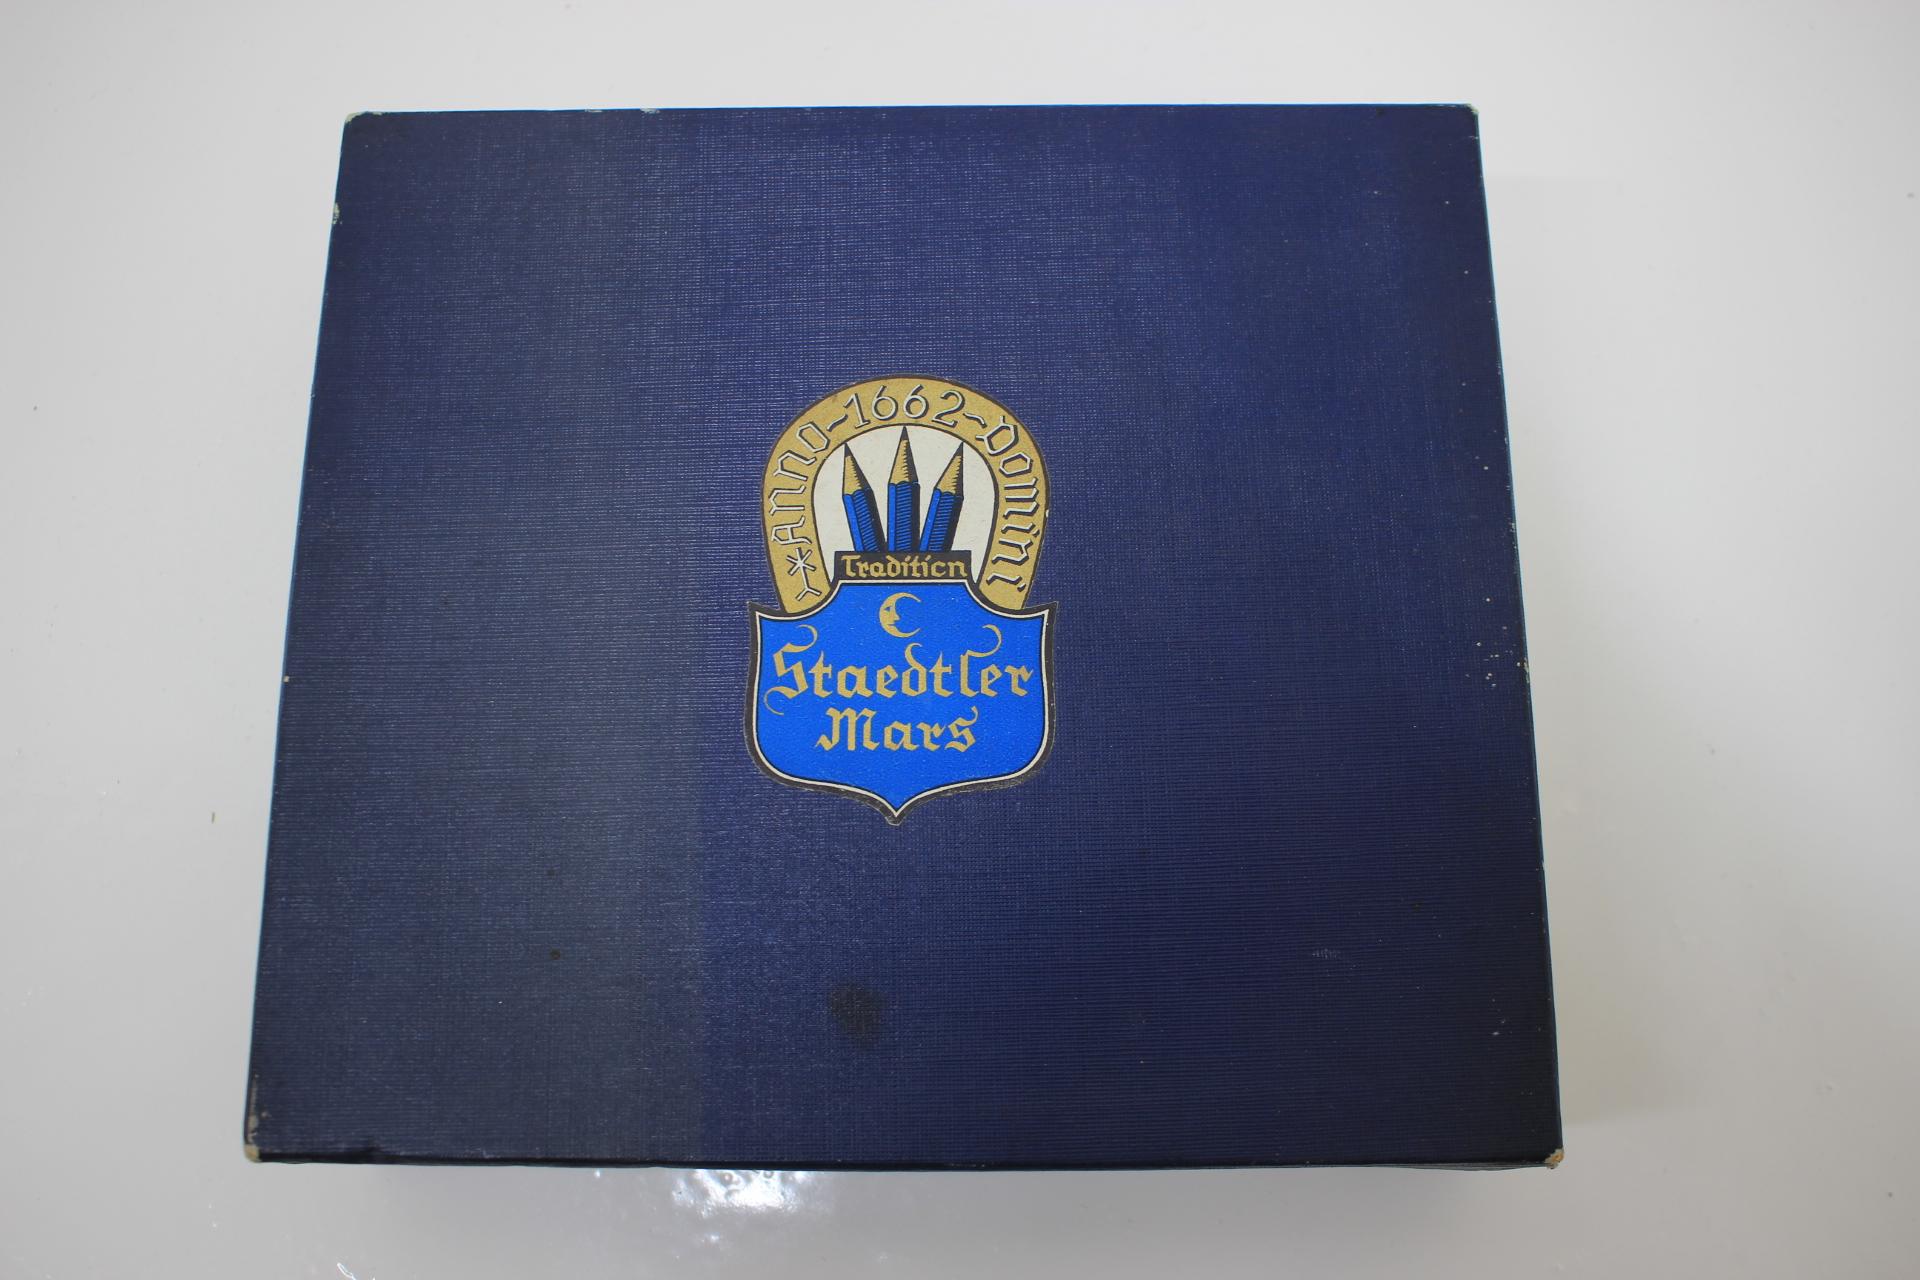 Anno~1662~Domini
Tradition
Staedtler
Mars